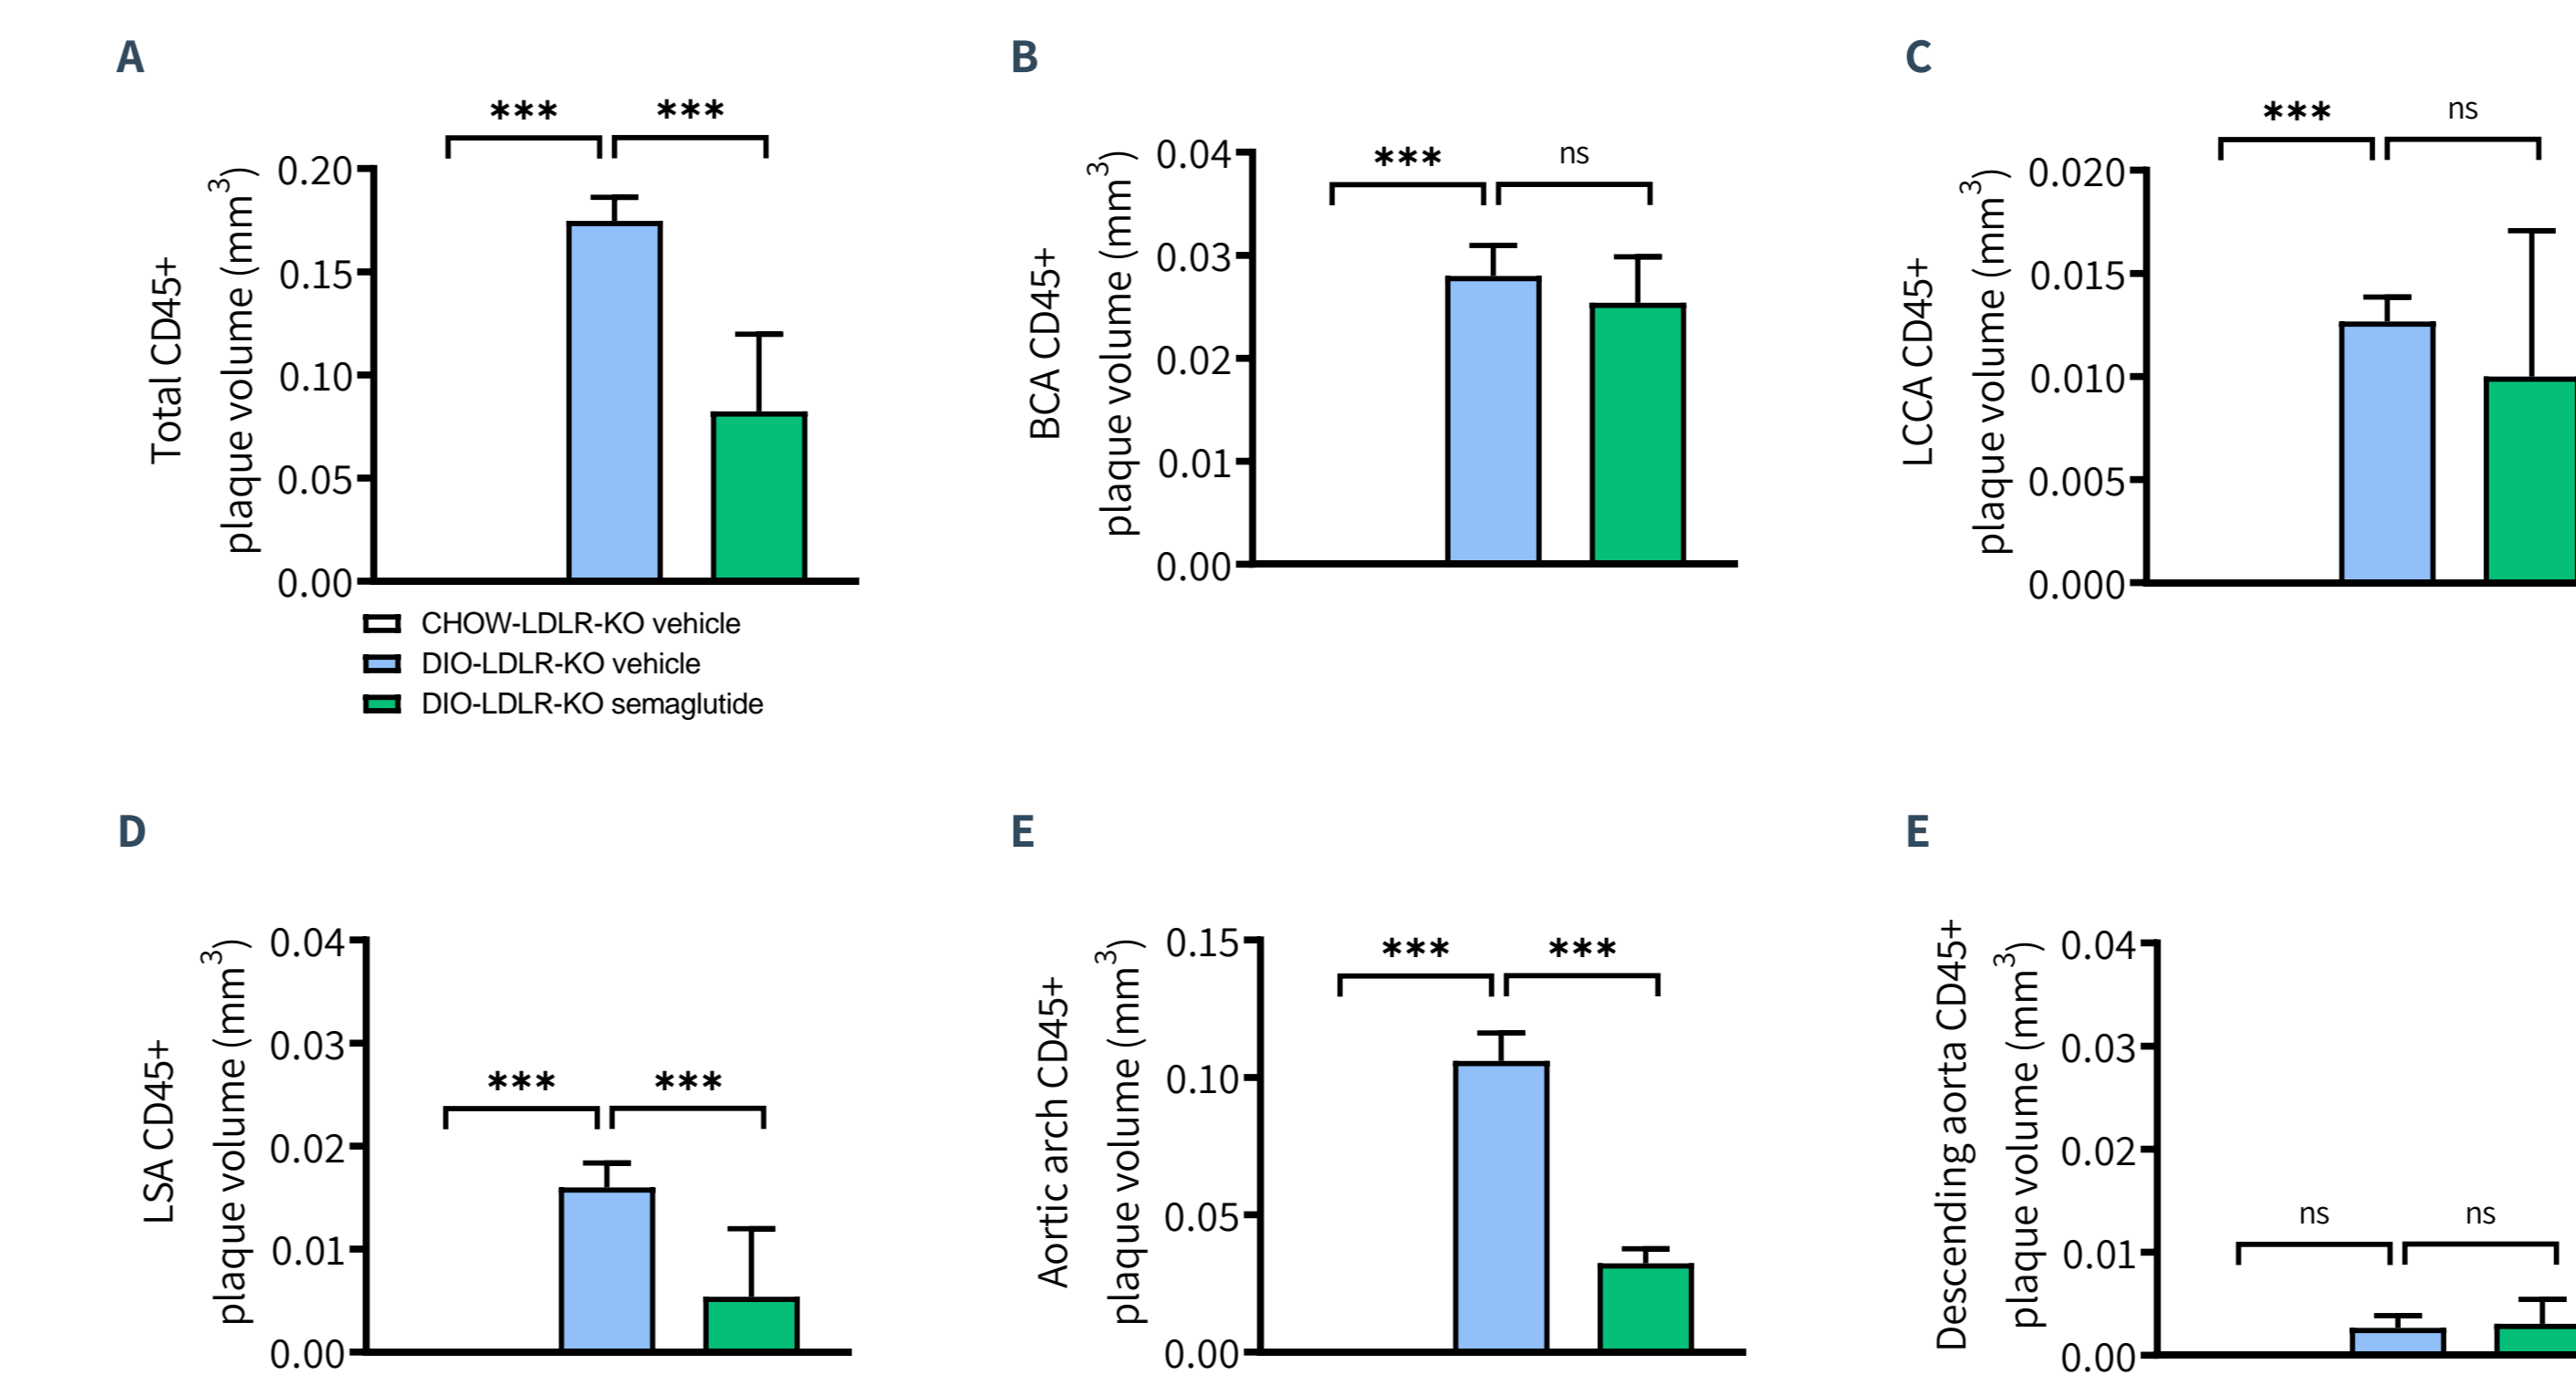 A
*** ***
Total CD45+
plaque volume (mm³)
0.20
0.15
0.10
0.05
0.00
CHOW-LDLR-KO vehicle
DIO-LDLR-KO vehicle
DIO-LDLR-KO semaglutide
B
*** ns
BCA CD45+
plaque volume (mm³)
0.04
0.03
0.02
0.01
0.00
C
*** ns
LCCA CD45+
plaque volume (mm³)
0.020
0.015
0.010
0.005
0.000
D
*** ***
LSA CD45+
plaque volume (mm³)
0.04
0.03
0.02
0.01
0.00
E
*** ***
Aortic arch CD45+
plaque volume (mm³)
0.15
0.10
0.05
0.00
E
ns ns
Descending aorta CD45+
plaque volume (mm³)
0.04
0.03
0.02
0.01
0.00